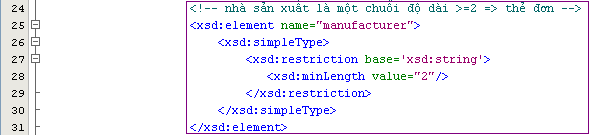 24 <!-- nhà sản xuất là một chuỗi độ dài >=2 => thẻ đơn -->
25 <xsd:element name="manufacturer">
26 <xsd:simpleType>
27 <xsd:restriction base='xsd:string'>
28 <xsd:minLength value="2"/>
29 </xsd:restriction>
30 </xsd:simpleType>
31 </xsd:element>